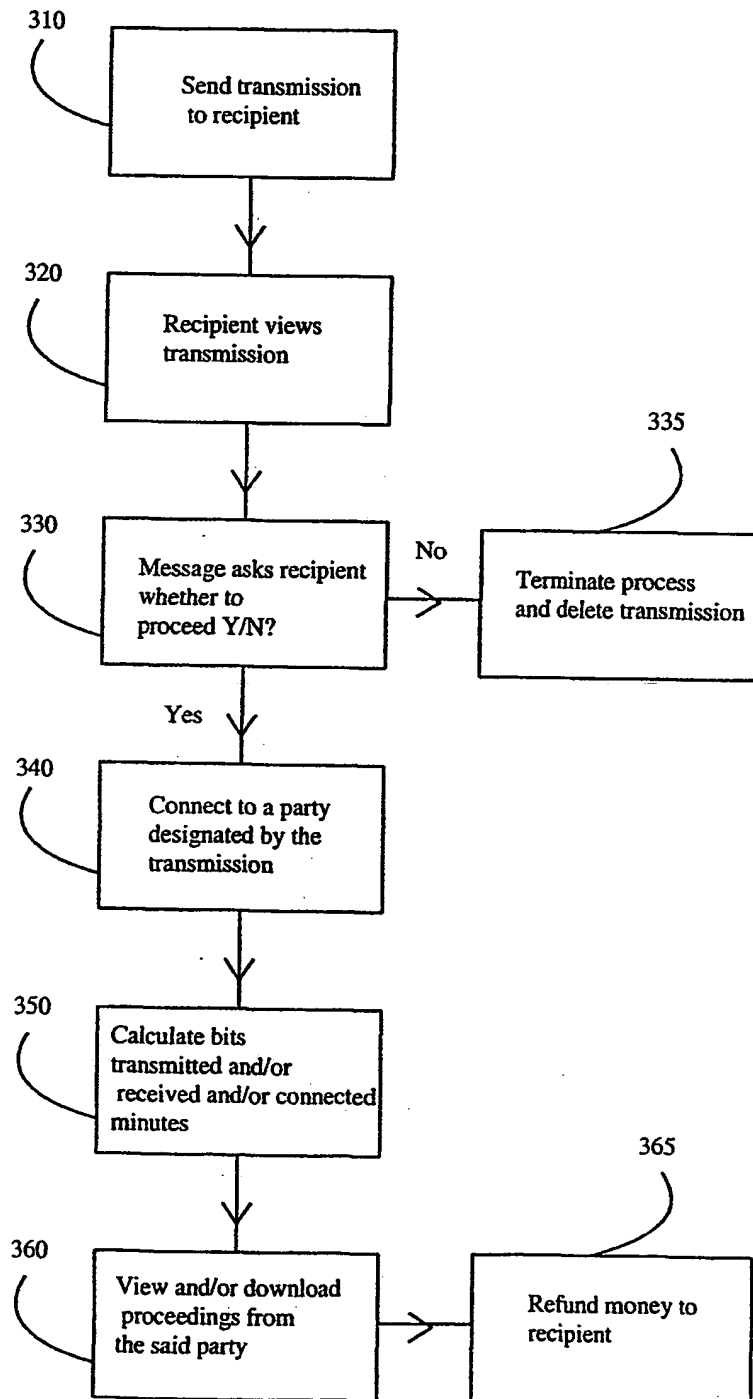 310
Send transmission
to recipient
320
Recipient views
transmission
335
330
Message asks recipient
whether to
proceed Y/N?
No
Terminate process
and delete transmission
Yes
340
Connect to a party
designated by the
transmission
350
Calculate bits
transmitted and/or
received and/or connected
minutes
365
360
View and/or download
proceedings from
the said party
Refund money to
recipient